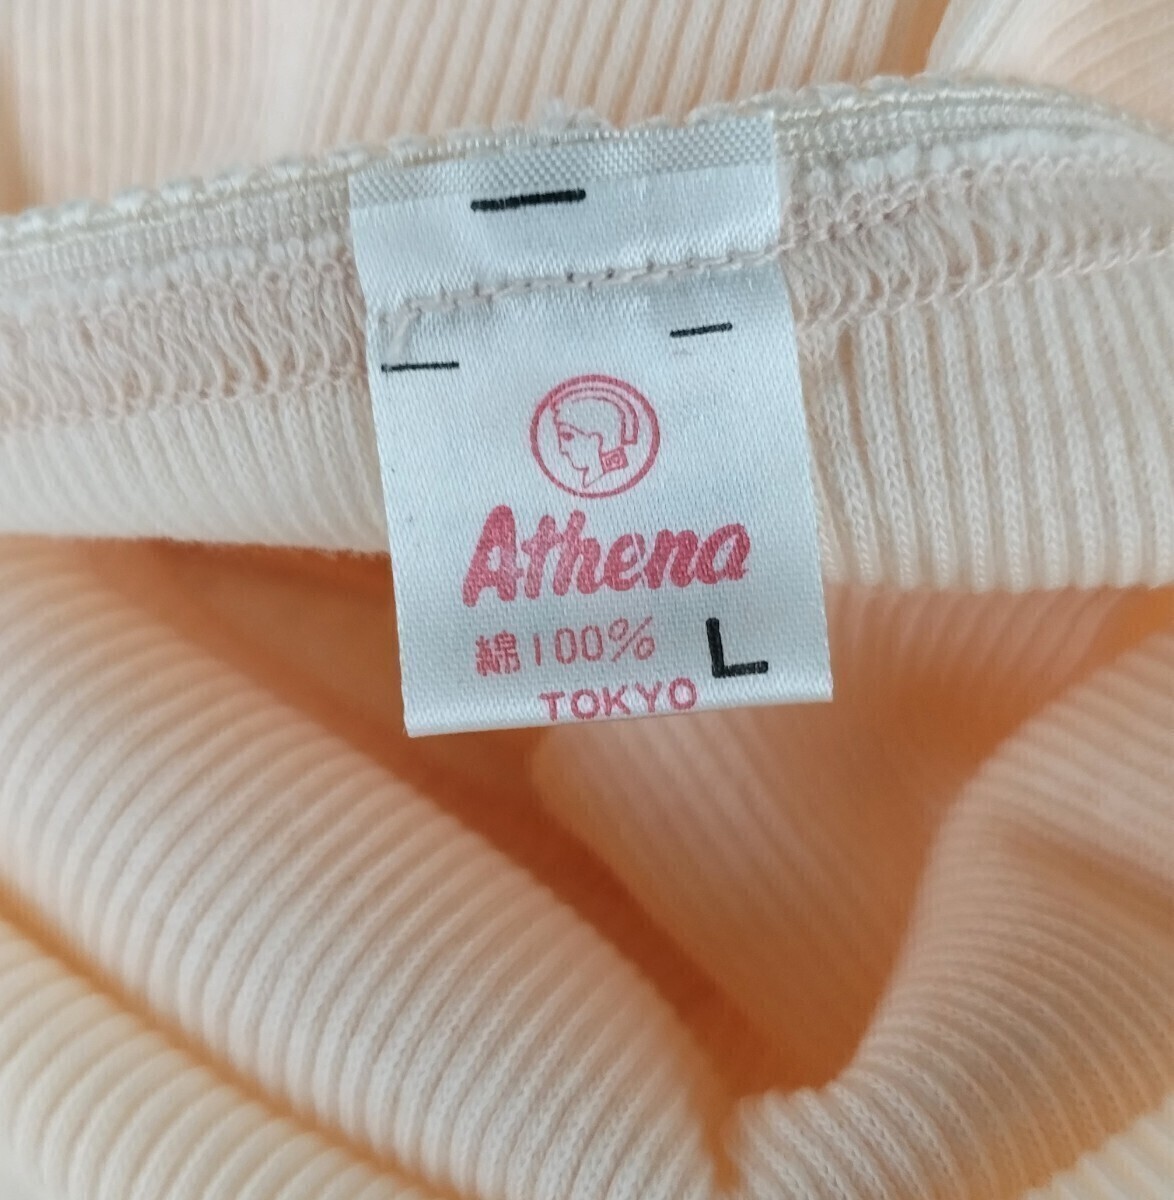 Athena
綿100%
L
TOKYO